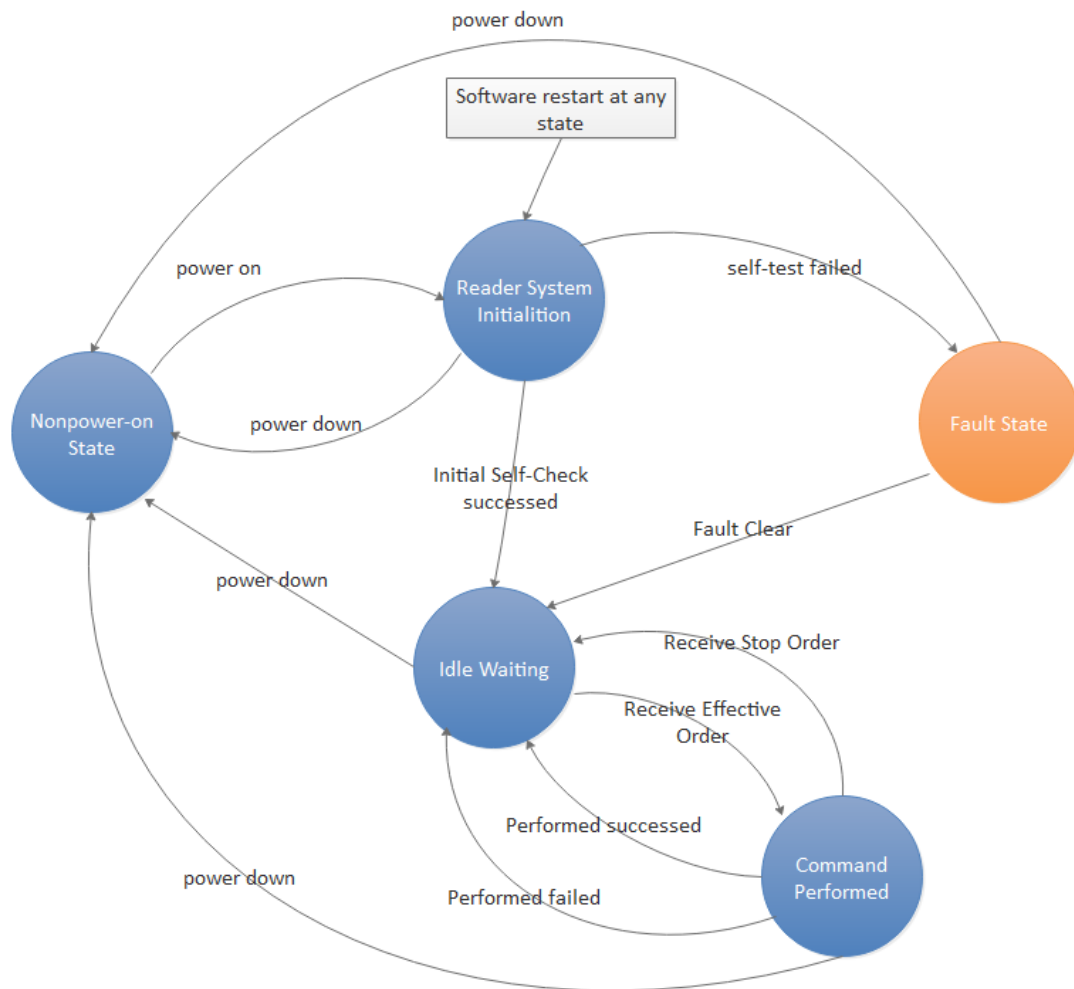 power down
Software restart at any
state
power on
Reader System
Initialition
self-test failed
Nonpower-on
State
power down
Fault State
Initial Self-Check
successed
Fault Clear
power down
Idle Waiting
Receive Stop Order
Receive Effective
Order
Performed successed
Command
Performed
power down
Performed failed